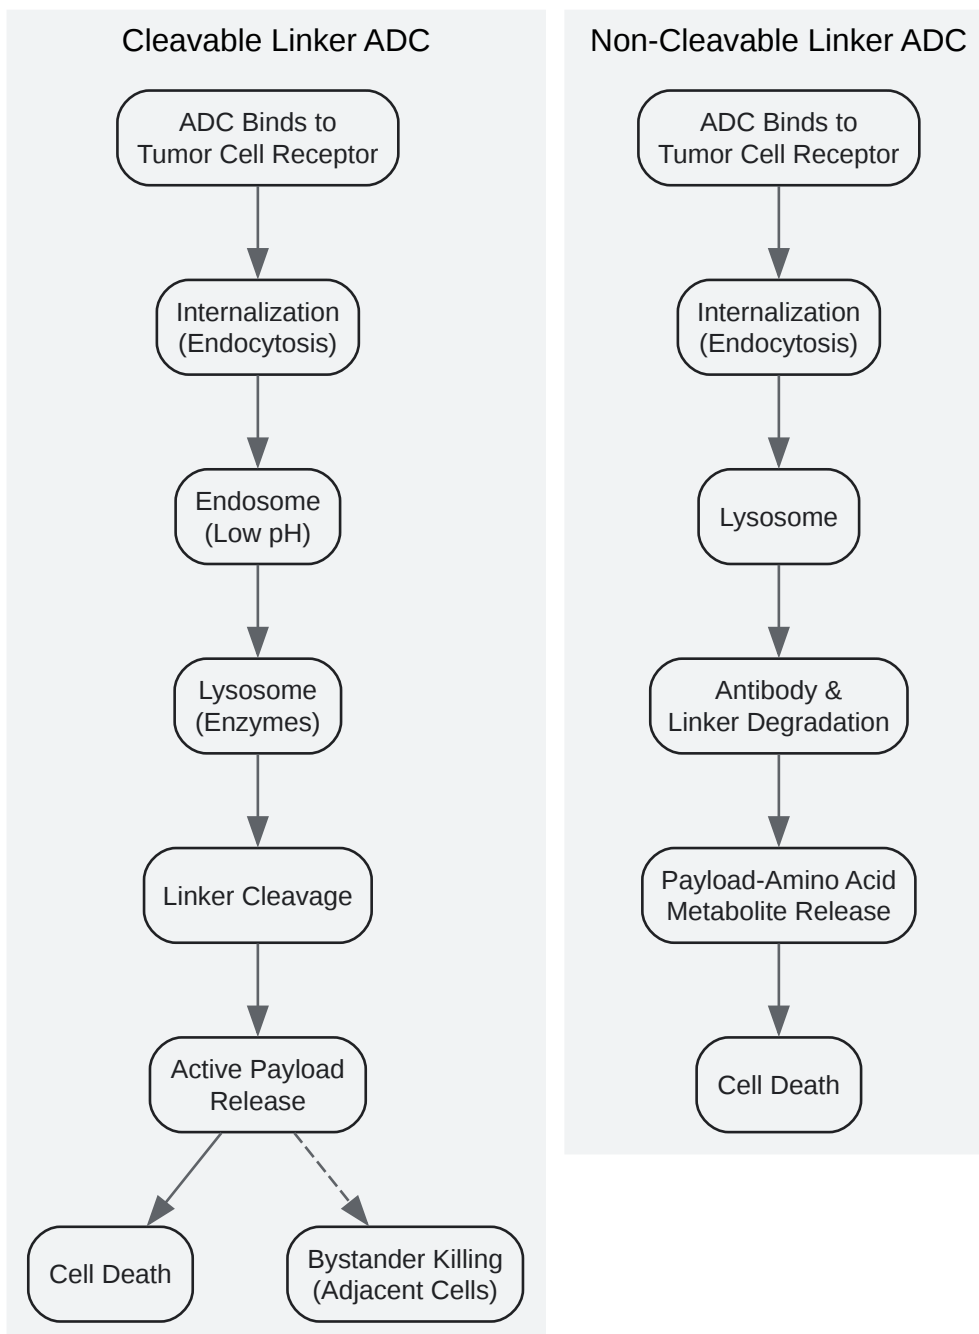 Cleavable Linker ADC
ADC Binds to
Tumor Cell Receptor
Internalization
(Endocytosis)
Endosome
(Low pH)
Lysosome
(Enzymes)
Linker Cleavage
Active Payload
Release
Cell Death
Bystander Killing
(Adjacent Cells)
Non-Cleavable Linker ADC
ADC Binds to
Tumor Cell Receptor
Internalization
(Endocytosis)
Lysosome
Antibody &
Linker Degradation
Payload-Amino Acid
Metabolite Release
Cell Death